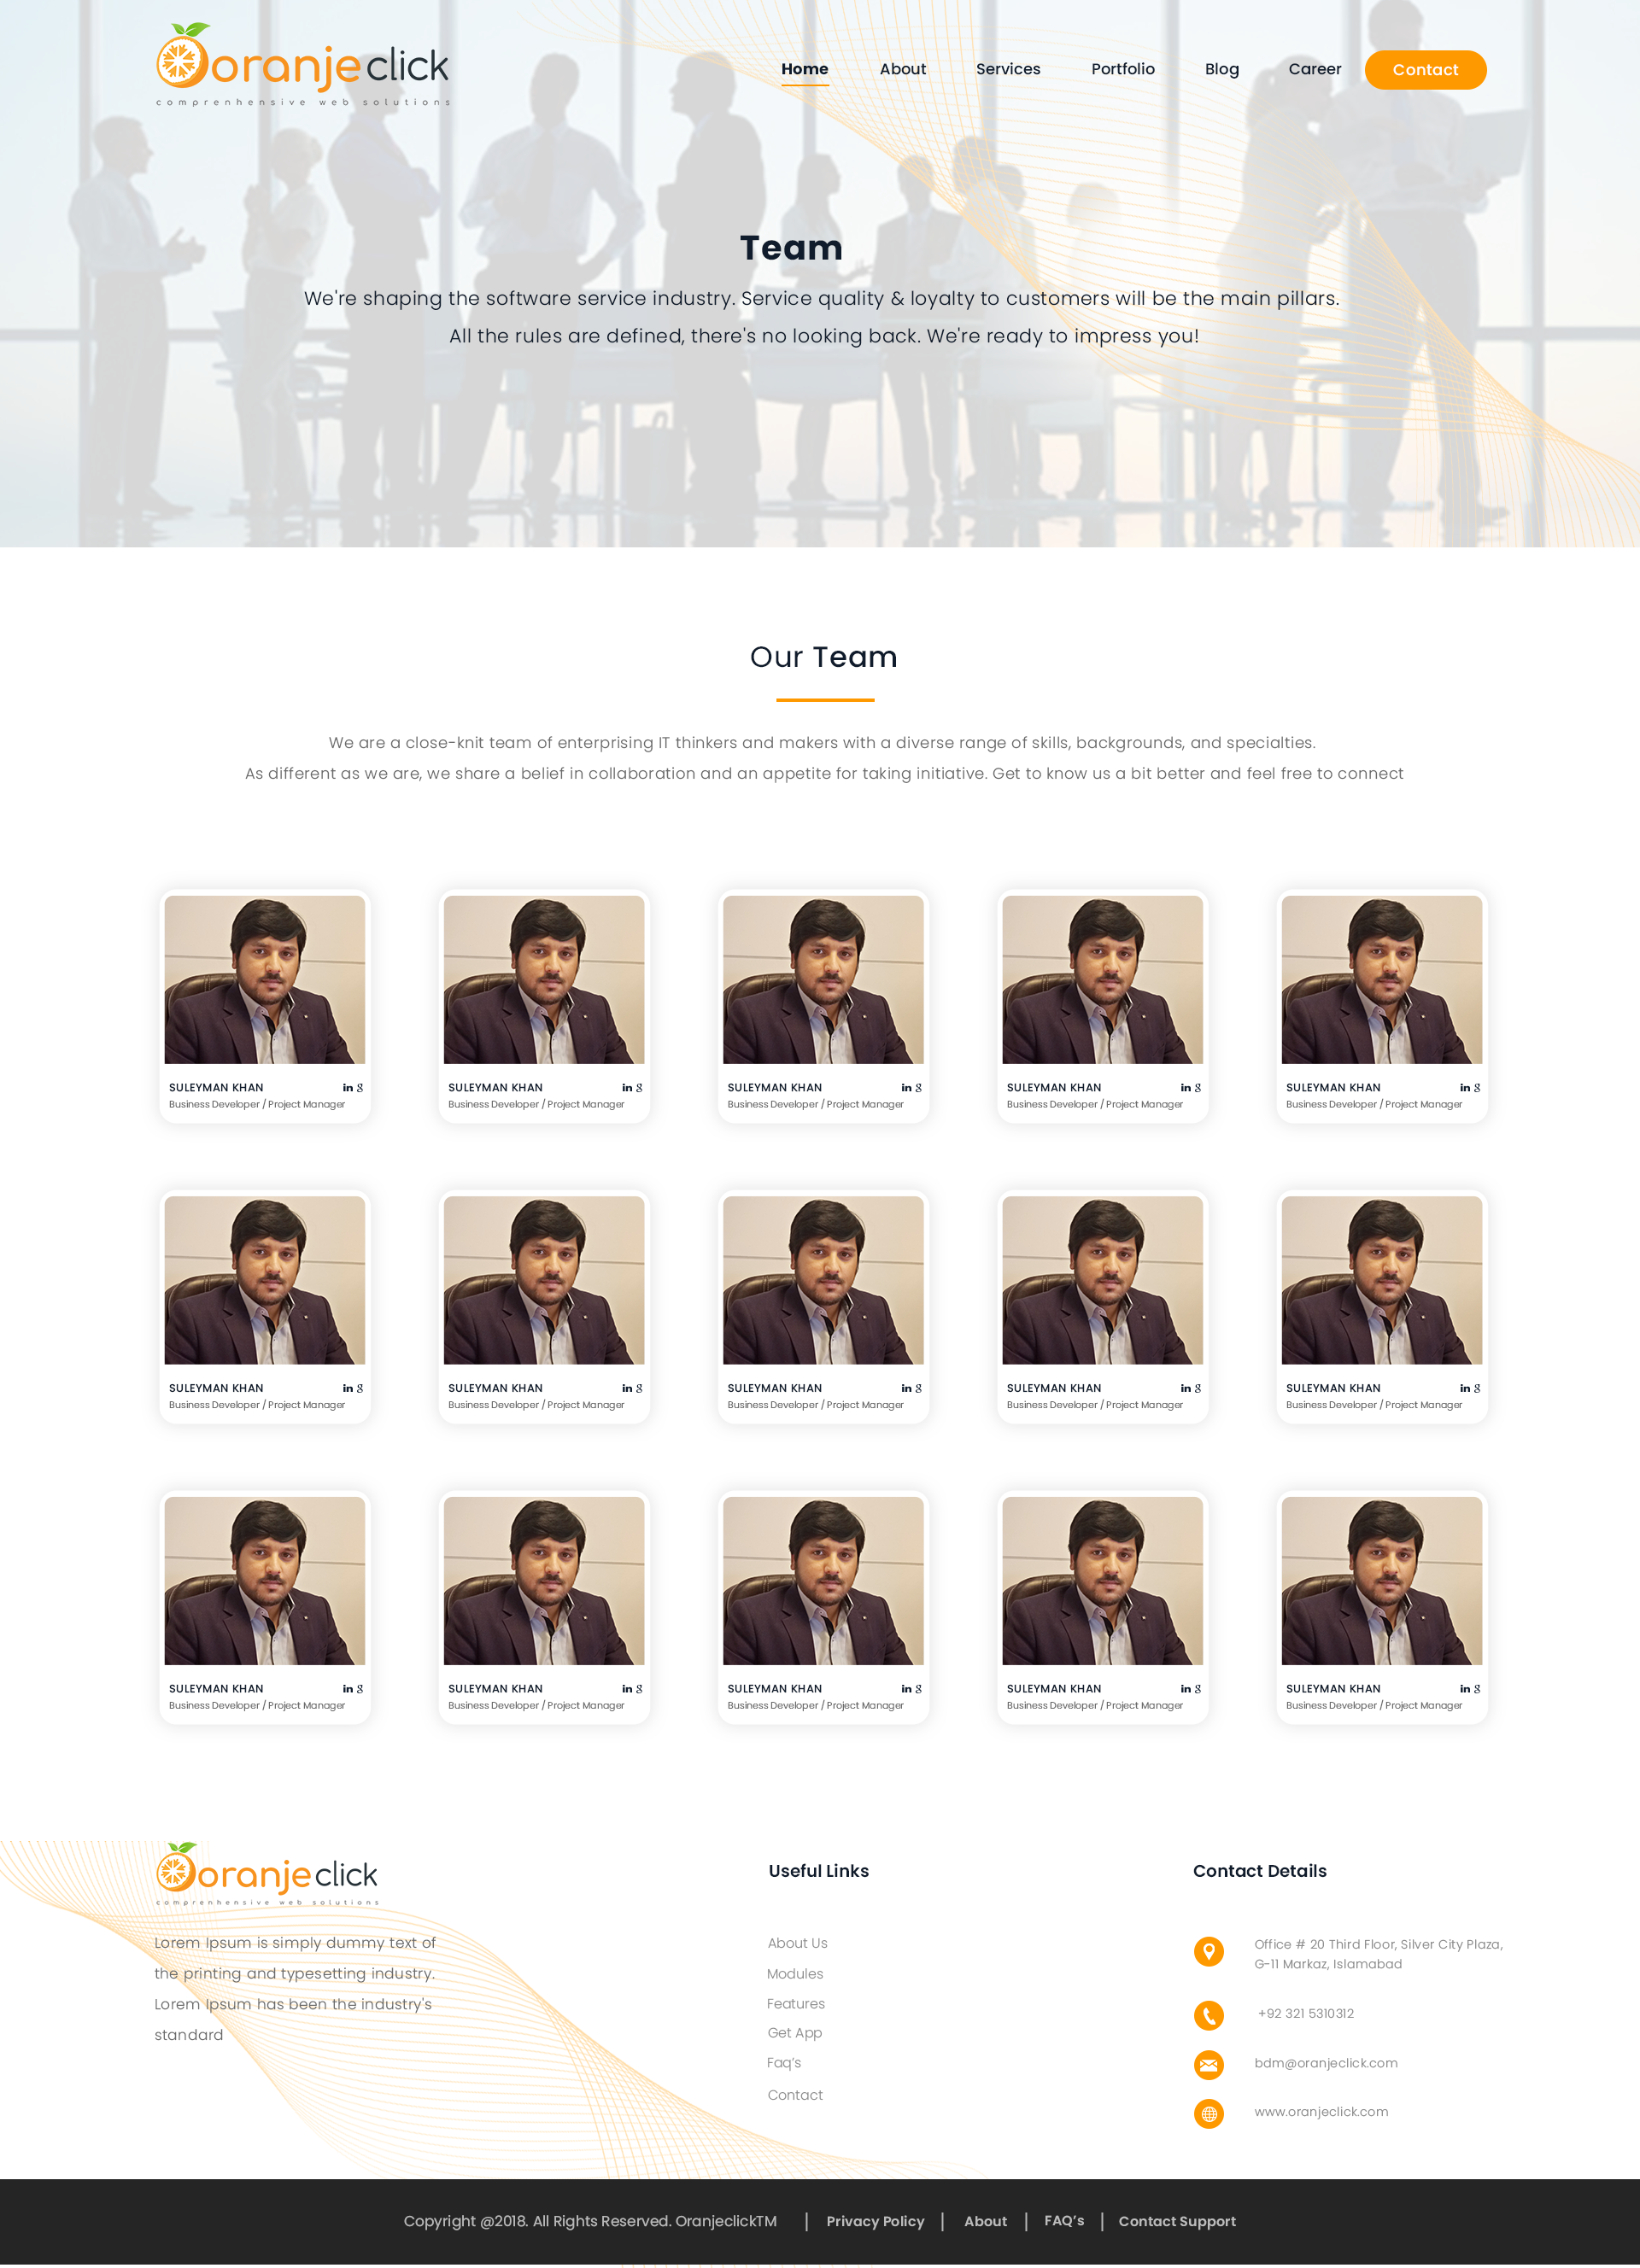 oranjeclick
comprenhensive web solutions
Home About Services Portfolio Blog Career Contact
Team
We're shaping the software service industry. Service quality & loyalty to customers will be the main pillars.
All the rules are defined, there's no looking back. We're ready to impress you!
Our Team
We are a close-knit team of enterprising IT thinkers and makers with a diverse range of skills, backgrounds, and specialties.
As different as we are, we share a belief in collaboration and an appetite for taking initiative. Get to know us a bit better and feel free to connect
SULEYMAN KHAN in g SULEYMAN KHAN in g SULEYMAN KHAN in g SULEYMAN KHAN in g SULEYMAN KHAN in g
Business Developer / Project Manager Business Developer / Project Manager Business Developer / Project Manager Business Developer / Project Manager Business Developer / Project Manager
SULEYMAN KHAN in g SULEYMAN KHAN in g SULEYMAN KHAN in g SULEYMAN KHAN in g SULEYMAN KHAN in g
Business Developer / Project Manager Business Developer / Project Manager Business Developer / Project Manager Business Developer / Project Manager Business Developer / Project Manager
SULEYMAN KHAN in g SULEYMAN KHAN in g SULEYMAN KHAN in g SULEYMAN KHAN in g SULEYMAN KHAN in g
Business Developer / Project Manager Business Developer / Project Manager Business Developer / Project Manager Business Developer / Project Manager Business Developer / Project Manager
oranjeclick
comprenhensive web solutions
Lorem Ipsum is simply dummy text of
the printing and typesetting industry.
Lorem Ipsum has been the industry's
standard
Useful Links
About Us
Modules
Features
Get App
Faq's
Contact
Contact Details
Office # 20 Third Floor, Silver City Plaza,
G-11 Markaz, Islamabad
+92 321 5310312
bdm@oranjeclick.com
www.oranjeclick.com
Copyright @2018. All Rights Reserved. OranjeclickTM | Privacy Policy | About | FAQ's | Contact Support